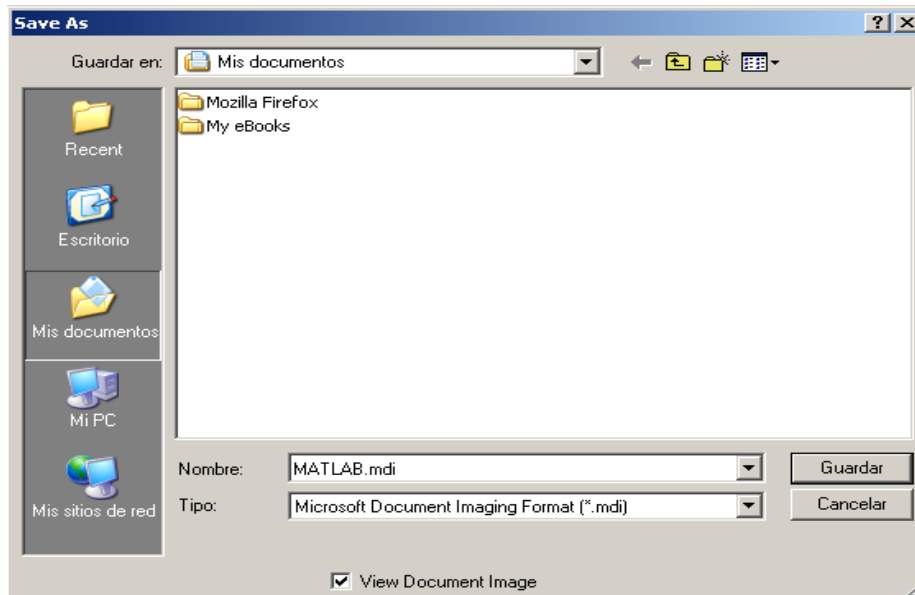 Save As
Guardar en: Mis documentos
Mozilla Firefox
My eBooks
Recent
Escritorio
Mis documentos
Mi PC
Mis sitios de red
Nombre: MATLAB.mdi Guardar
Tipo: Microsoft Document Imaging Format (*.mdi) Cancelar
View Document Image